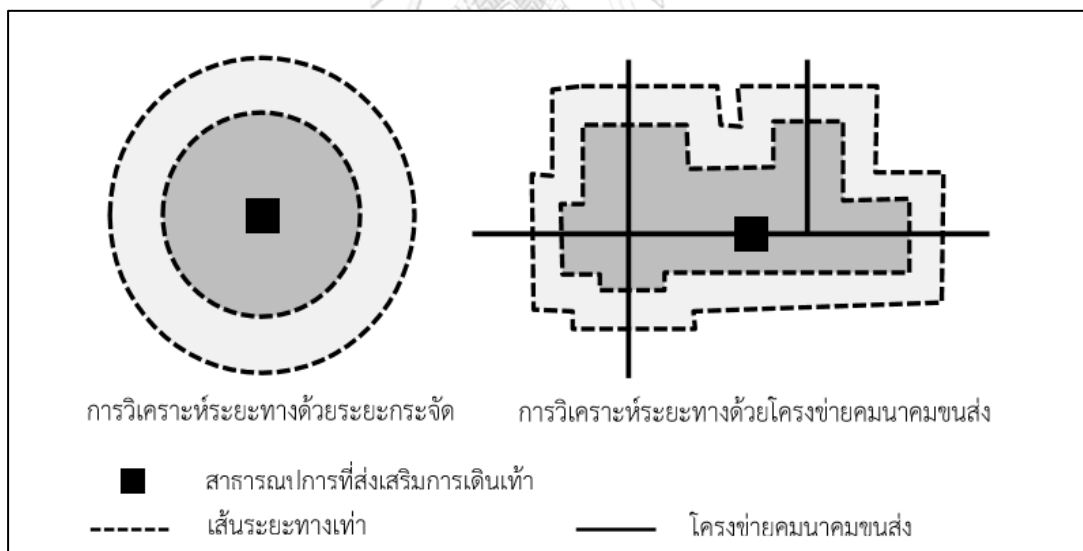 การวิเคราะห์ระยะทางด้วยระยะกระจัด
การวิเคราะห์ระยะทางด้วยโครงข่ายคมนาคมขนส่ง
สาธารณปการที่ส่งเสริมการเดินเท้า
เส้นระยะทางเท่า
โครงข่ายคมนาคมขนส่ง